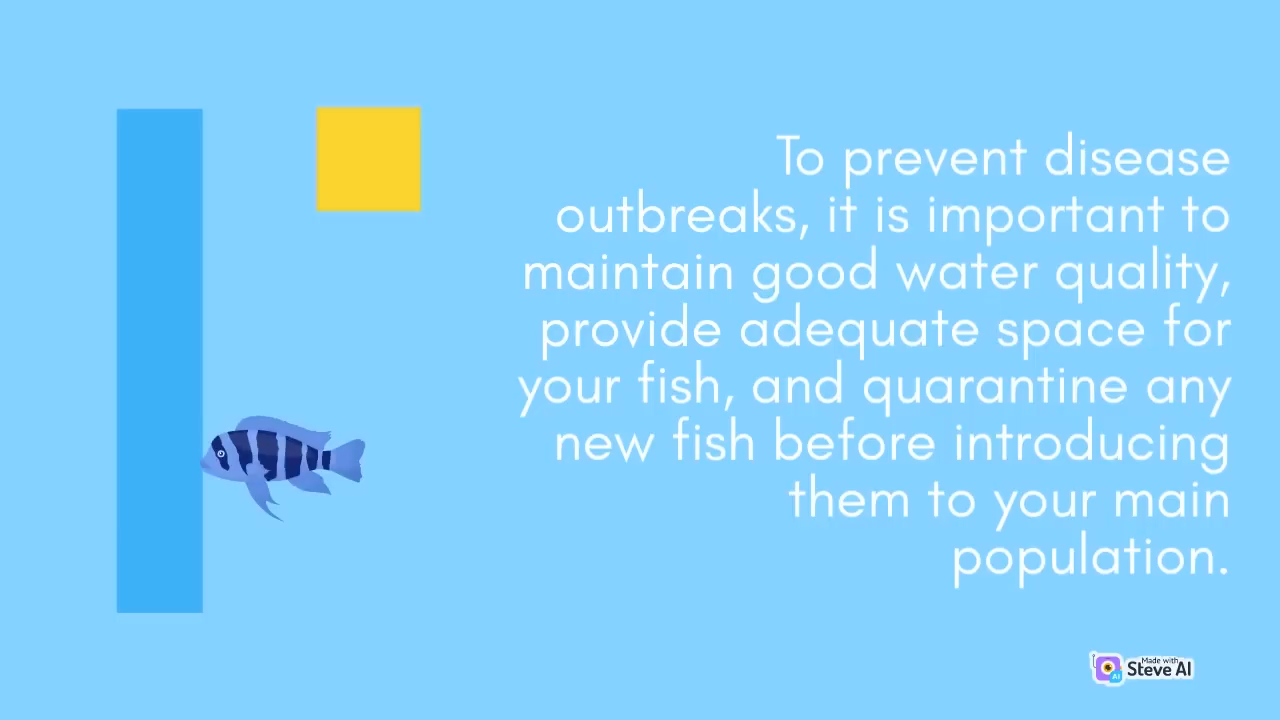 To prevent disease
outbreaks, it is important to
maintain good water quality,
provide adequate space for
your fish, and quarantine any
new fish before introducing
them to your main
population.
Made with
Steve AI
AI